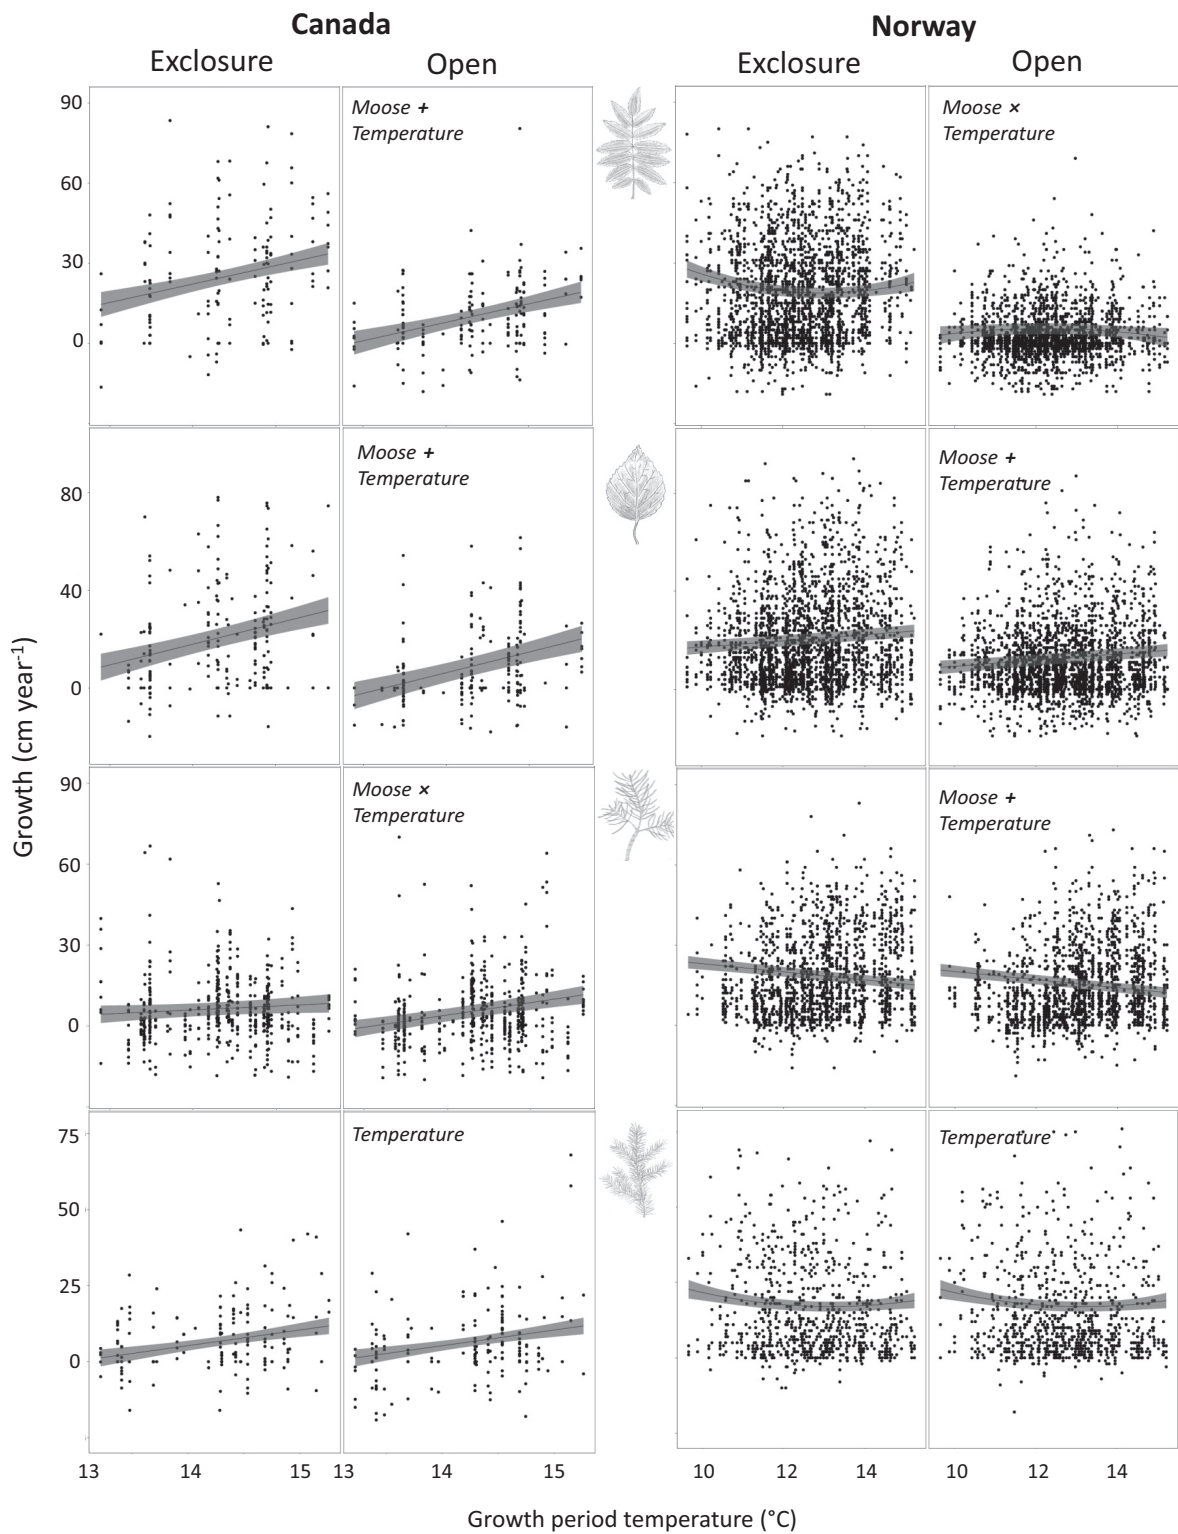 Canada
Norway
Exclosure
Open
Exclosure
Open
90
60
30
0
Moose +
Temperature
Moose ×
Temperature
80
40
0
Moose +
Temperature
Moose +
Temperature
Growth (cm year⁻¹)
90
60
30
0
Moose ×
Temperature
Moose +
Temperature
75
50
25
0
Temperature
Temperature
13 14 15 13 14 15 10 12 14 10 12 14
Growth period temperature (°C)